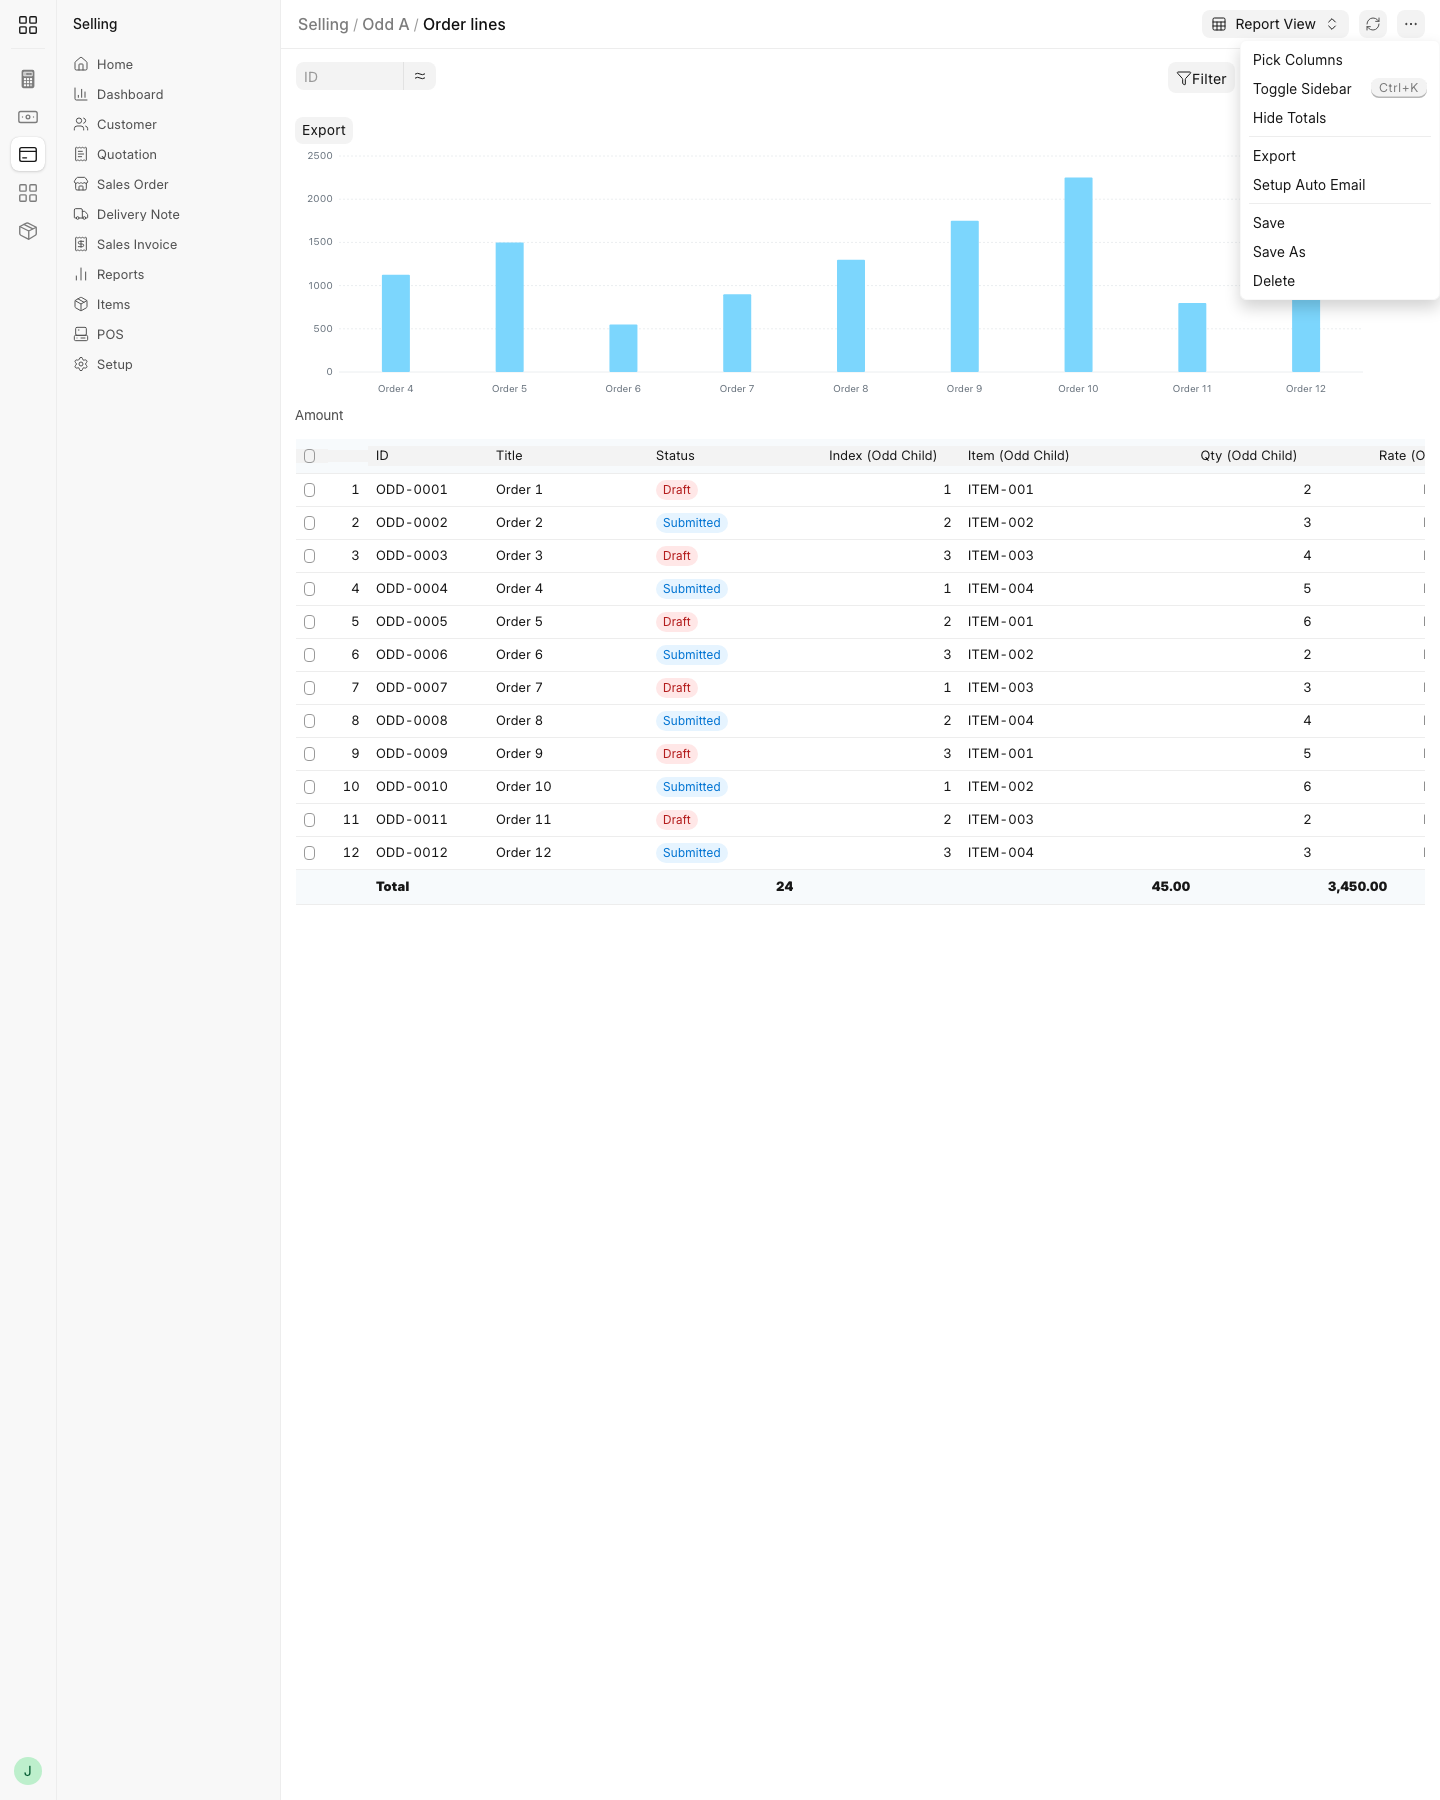 Selling
Home
Dashboard
Customer
Quotation
Sales Order
Delivery Note
Sales Invoice
Reports
Items
POS
Setup
J
Selling / Odd A / Order lines
Report View
ID
≈
Filter
Pick Columns
Toggle Sidebar Ctrl+K
Hide Totals
Export
Setup Auto Email
Save
Save As
Delete
Export
2500
2000
1500
1000
500
0
Order 4 Order 5 Order 6 Order 7 Order 8 Order 9 Order 10 Order 11 Order 12
Amount
ID Title Status Index (Odd Child) Item (Odd Child) Qty (Odd Child) Rate (O
1 ODD-0001 Order 1 Draft 1 ITEM-001 2
2 ODD-0002 Order 2 Submitted 2 ITEM-002 3
3 ODD-0003 Order 3 Draft 3 ITEM-003 4
4 ODD-0004 Order 4 Submitted 1 ITEM-004 5
5 ODD-0005 Order 5 Draft 2 ITEM-001 6
6 ODD-0006 Order 6 Submitted 3 ITEM-002 2
7 ODD-0007 Order 7 Draft 1 ITEM-003 3
8 ODD-0008 Order 8 Submitted 2 ITEM-004 4
9 ODD-0009 Order 9 Draft 3 ITEM-001 5
10 ODD-0010 Order 10 Submitted 1 ITEM-002 6
11 ODD-0011 Order 11 Draft 2 ITEM-003 2
12 ODD-0012 Order 12 Submitted 3 ITEM-004 3
Total 24 45.00 3,450.00